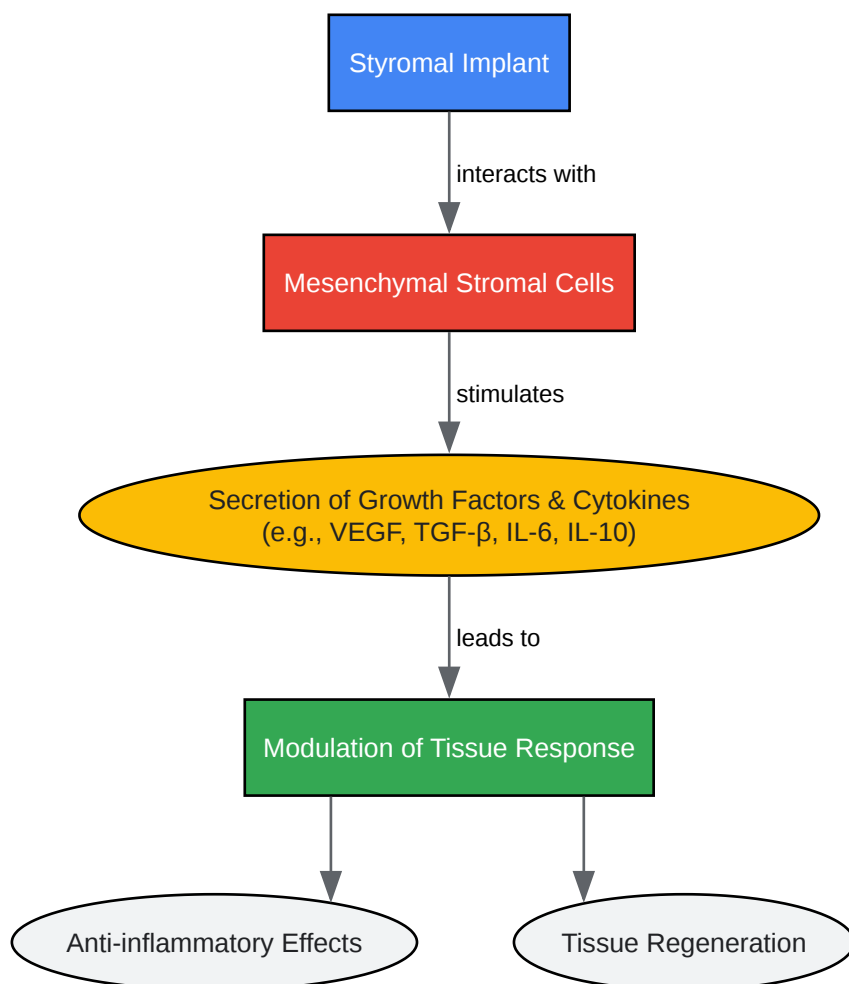 Styromal Implant
interacts with
Mesenchymal Stromal Cells
stimulates
Secretion of Growth Factors & Cytokines
(e.g., VEGF, TGF-β, IL-6, IL-10)
leads to
Modulation of Tissue Response
Anti-inflammatory Effects
Tissue Regeneration